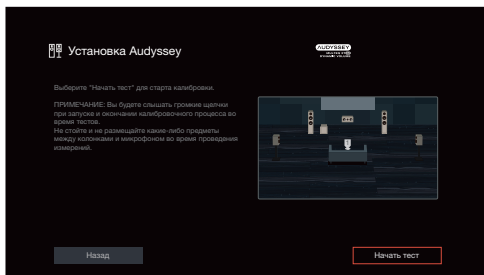 Установка Audyssey
AUDYSSEY
Выберите "Начать тест" для старта калибровки.
ПРИМЕЧАНИЕ: Вы будете слышать громкие щелчки
при запуске и окончании калибровочного процесса во
время тестов.
Не стойте и не размещайте какие-либо предметы
между колонками и микрофоном во время проведения
измерений.
Назад
Начать тест